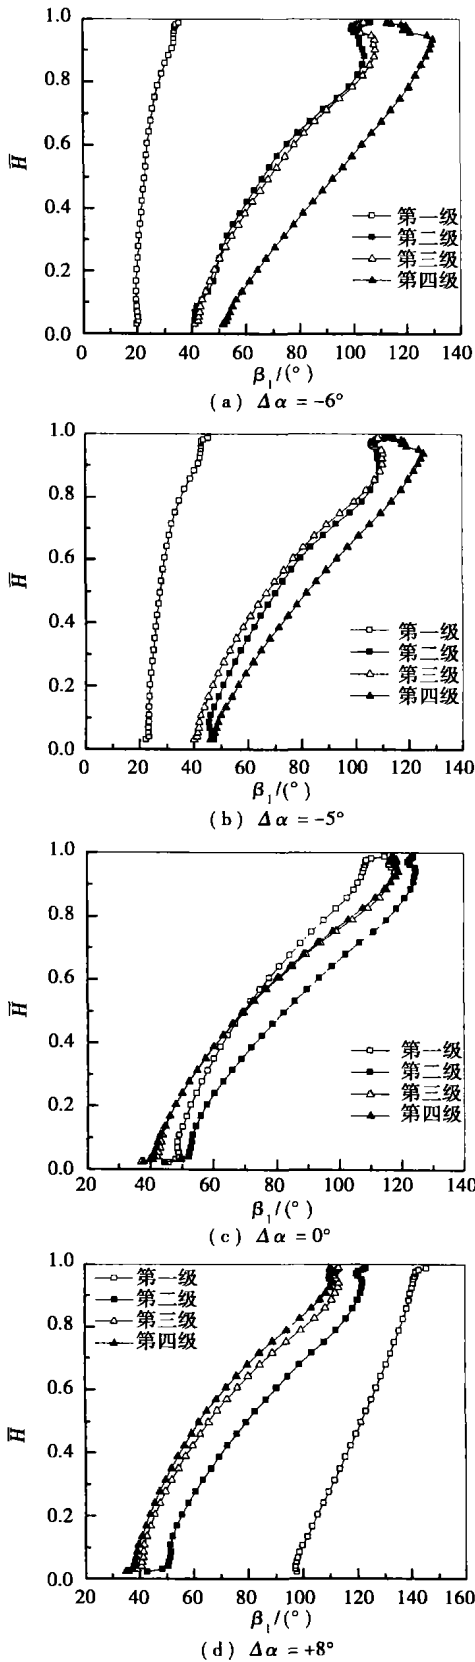 1.0
0.8
0.6
0.4
0.2
0.0
H̅
第一级
第二级
第三级
第四级
0 20 40 60 80 100 120 140
β₁/(°)
(a) Δα = -6°
1.0
0.8
0.6
0.4
0.2
0.0
H̅
第一级
第二级
第三级
第四级
0 20 40 60 80 100 120 140
β₁/(°)
(b) Δα = -5°
1.0
0.8
0.6
0.4
0.2
0.0
H̅
第一级
第二级
第三级
第四级
20 40 60 80 100 120 140
β₁/(°)
(c) Δα = 0°
1.0
0.8
0.6
0.4
0.2
0.0
H̅
第一级
第二级
第三级
第四级
20 40 60 80 100 120 140 160
β₁/(°)
(d) Δα = +8°